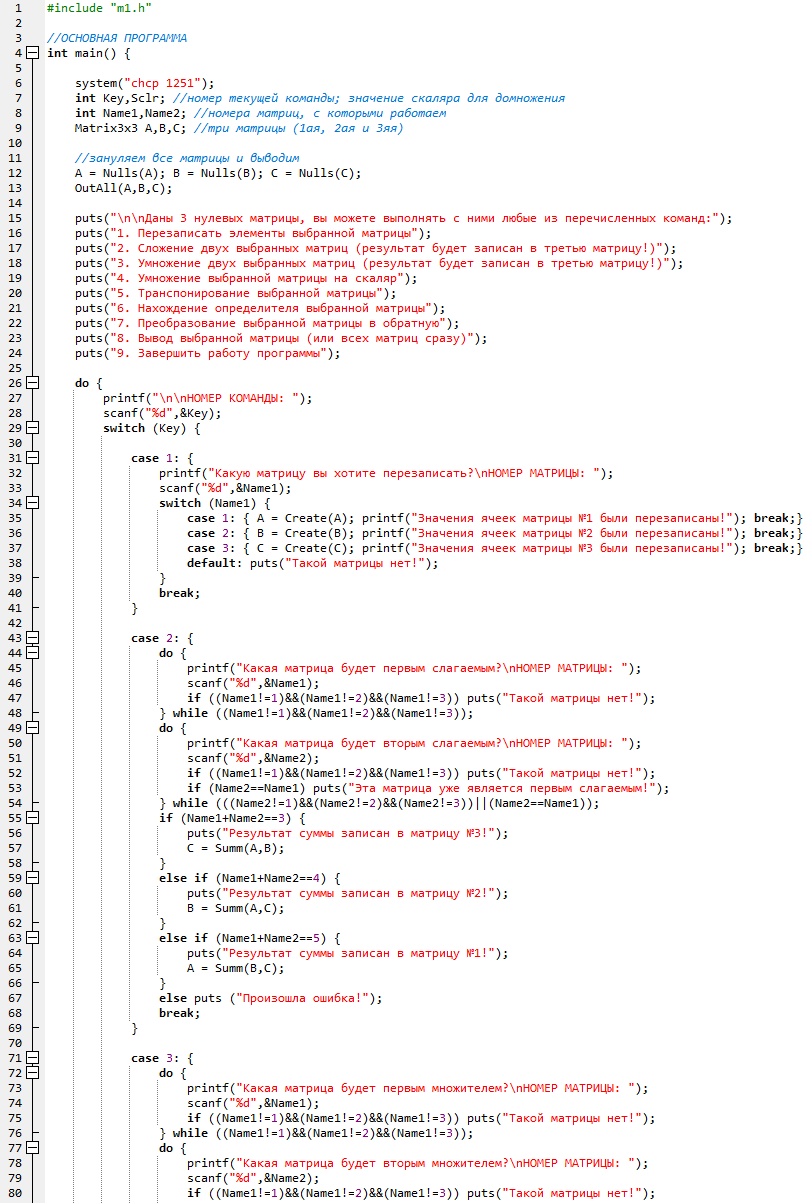 1 #include "m1.h"
2
3 //ОСНОВНАЯ ПРОГРАММА
4 int main() {
5
6 system("chcp 1251");
7 int Key,Sclr; //номер текущей команды; значение скаляра для домножения
8 int Name1,Name2; //номера матриц, с которыми работаем
9 Matrix3x3 A,B,C; //три матрицы (1ая, 2ая и 3яя)
10
11 //зануляем все матрицы и выводим
12 A = Nulls(A); B = Nulls(B); C = Nulls(C);
13 OutAll(A,B,C);
14
15 puts("\n\nДаны 3 нулевых матрицы, вы можете выполнять с ними любые из перечисленных команд:");
16 puts("1. Перезаписать элементы выбранной матрицы");
17 puts("2. Сложение двух выбранных матриц (результат будет записан в третью матрицу!)");
18 puts("3. Умножение двух выбранных матриц (результат будет записан в третью матрицу!)");
19 puts("4. Умножение выбранной матрицы на скаляр");
20 puts("5. Транспонирование выбранной матрицы");
21 puts("6. Нахождение определителя выбранной матрицы");
22 puts("7. Преобразование выбранной матрицы в обратную");
23 puts("8. Вывод выбранной матрицы (или всех матриц сразу)");
24 puts("9. Завершить работу программы");
25
26 do {
27 printf("\n\nНОМЕР КОМАНДЫ: ");
28 scanf("%d",&Key);
29 switch (Key) {
30
31 case 1: {
32 printf("Какую матрицу вы хотите перезаписать?\nНОМЕР МАТРИЦЫ: ");
33 scanf("%d",&Name1);
34 switch (Name1) {
35 case 1: { A = Create(A); printf("Значения ячеек матрицы №1 были перезаписаны!"); break;}
36 case 2: { B = Create(B); printf("Значения ячеек матрицы №2 были перезаписаны!"); break;}
37 case 3: { C = Create(C); printf("Значения ячеек матрицы №3 были перезаписаны!"); break;}
38 default: puts("Такой матрицы нет!");
39 }
40 break;
41 }
42
43 case 2: {
44 do {
45 printf("Какая матрица будет первым слагаемым?\nНОМЕР МАТРИЦЫ: ");
46 scanf("%d",&Name1);
47 if ((Name1!=1)&&(Name1!=2)&&(Name1!=3)) puts("Такой матрицы нет!");
48 } while ((Name1!=1)&&(Name1!=2)&&(Name1!=3));
49 do {
50 printf("Какая матрица будет вторым слагаемым?\nНОМЕР МАТРИЦЫ: ");
51 scanf("%d",&Name2);
52 if ((Name1!=1)&&(Name1!=2)&&(Name1!=3)) puts("Такой матрицы нет!");
53 if (Name2==Name1) puts("Эта матрица уже является первым слагаемым!");
54 } while (((Name2!=1)&&(Name2!=2)&&(Name2!=3))||(Name2==Name1));
55 if (Name1+Name2==3) {
56 puts("Результат суммы записан в матрицу №3!");
57 C = Summ(A,B);
58 }
59 else if (Name1+Name2==4) {
60 puts("Результат суммы записан в матрицу №2!");
61 B = Summ(A,C);
62 }
63 else if (Name1+Name2==5) {
64 puts("Результат суммы записан в матрицу №1!");
65 A = Summ(B,C);
66 }
67 else puts ("Произошла ошибка!");
68 break;
69 }
70
71 case 3: {
72 do {
73 printf("Какая матрица будет первым множителем?\nНОМЕР МАТРИЦЫ: ");
74 scanf("%d",&Name1);
75 if ((Name1!=1)&&(Name1!=2)&&(Name1!=3)) puts("Такой матрицы нет!");
76 } while ((Name1!=1)&&(Name1!=2)&&(Name1!=3));
77 do {
78 printf("Какая матрица будет вторым множителем?\nНОМЕР МАТРИЦЫ: ");
79 scanf("%d",&Name2);
80 if ((Name1!=1)&&(Name1!=2)&&(Name1!=3)) puts("Такой матрицы нет!");